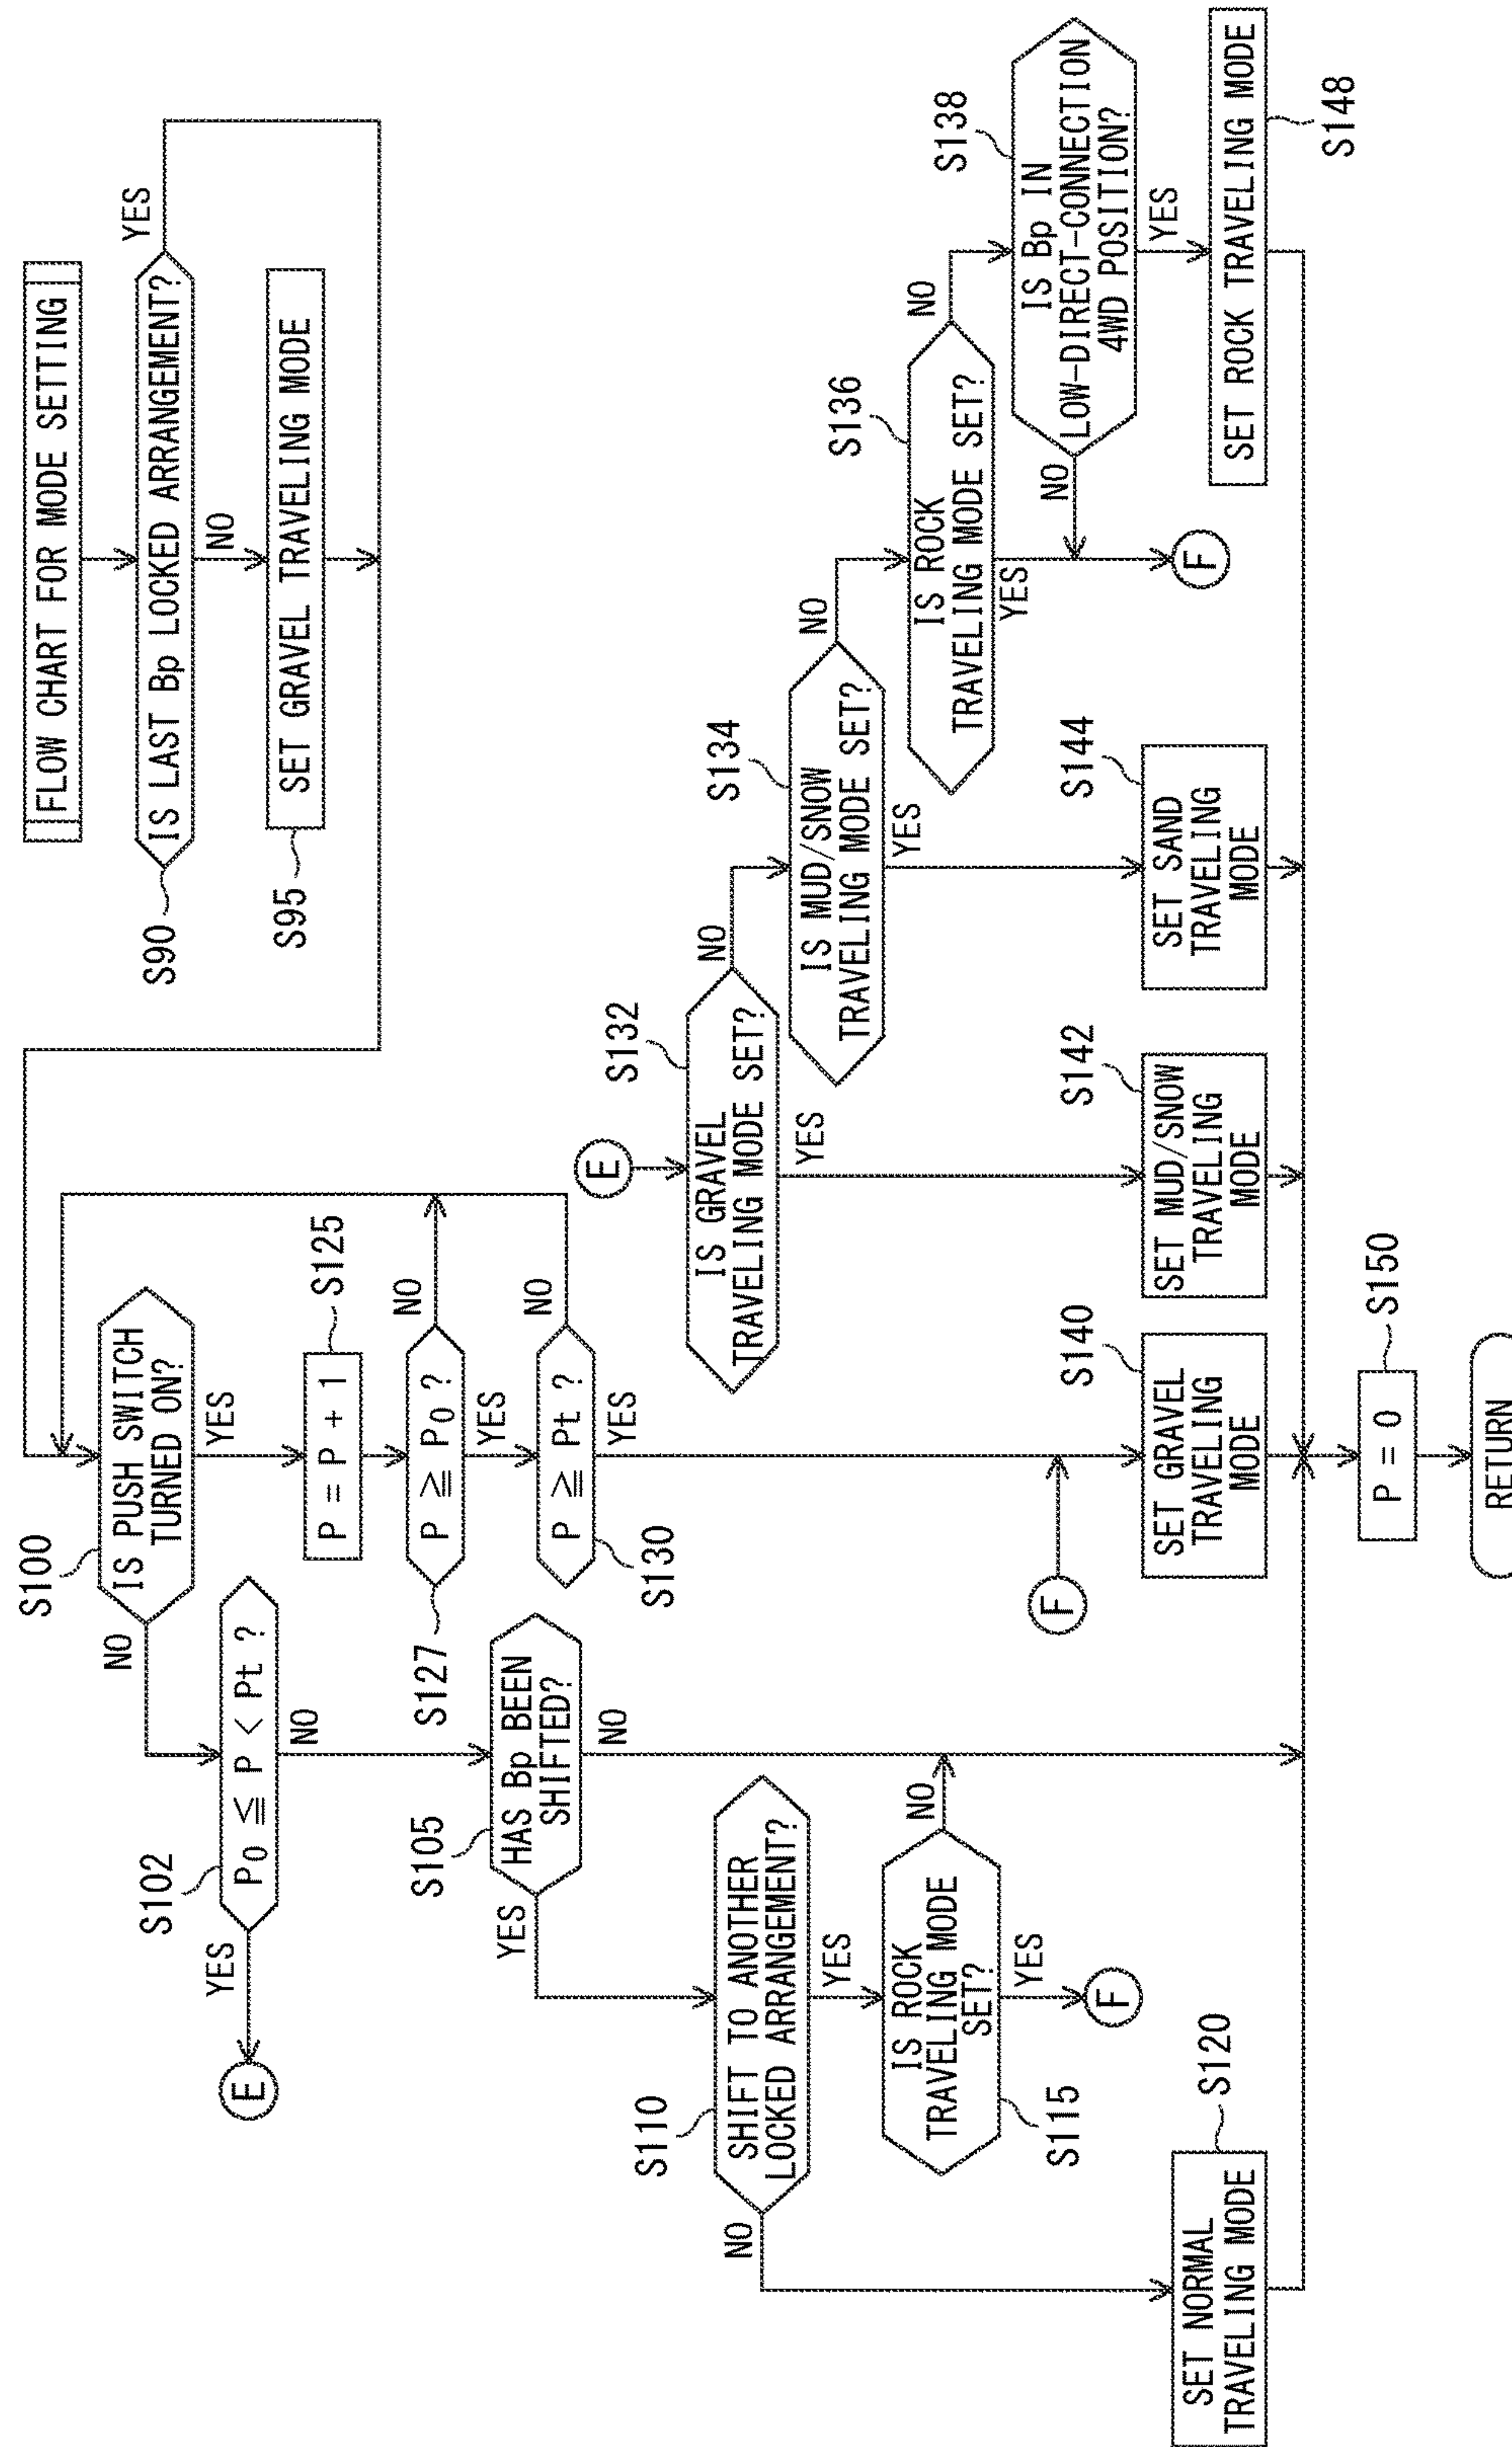 FLOW CHART FOR MODE SETTING
S90
IS LAST Bp LOCKED ARRANGEMENT?
YES
NO
S95
SET GRAVEL TRAVELING MODE
S100
IS PUSH SWITCH
TURNED ON?
NO
YES
S102
P0 ≦ P < Pt ?
YES
NO
E
P = P + 1
S125
S127
P ≧ P0 ?
NO
YES
S130
P ≧ Pt ?
NO
YES
S105
HAS Bp BEEN
SHIFTED?
YES
NO
S110
SHIFT TO ANOTHER
LOCKED ARRANGEMENT?
NO
YES
S115
IS ROCK
TRAVELING MODE
SET?
NO
YES
F
S120
SET NORMAL
TRAVELING MODE
E
S132
IS GRAVEL
TRAVELING MODE SET?
NO
YES
S134
IS MUD/SNOW
TRAVELING MODE SET?
NO
YES
S136
IS ROCK
TRAVELING MODE SET?
NO
YES
S138
IS Bp IN
LOW-DIRECT-CONNECTION
4WD POSITION?
NO
YES
F
F
S140
SET GRAVEL
TRAVELING
MODE
S142
SET MUD/SNOW
TRAVELING
MODE
S144
SET SAND
TRAVELING
MODE
SET ROCK TRAVELING MODE
S148
P = 0
S150
RETURN